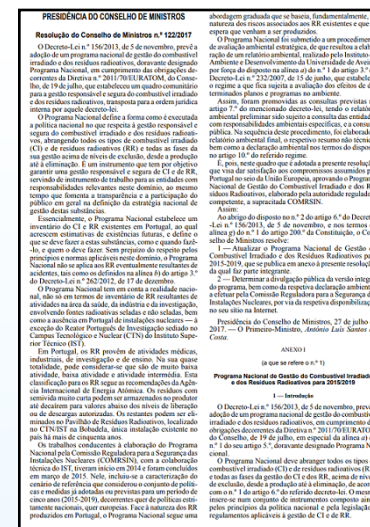 PRESIDÊNCIA DO CONSELHO DE MINISTROS
Resolução do Conselho de Ministros n.º 122/2017
O Decreto-Lei n.º 156/2013, de 5 de novembro, prevê a
adoção de um programa nacional de gestão do combustível
irradiado e dos resíduos radioativos, doravante designado
Programa Nacional, em cumprimento das obrigações de-
correntes da Diretiva n.º 2011/70/EURATOM, do Conse-
lho, de 19 de julho, que estabelece um quadro comunitário
para a gestão responsável e segura do combustível irradiado
e dos resíduos radioativos, transposta para a ordem jurídica
interna por aquele decreto-lei.
O Programa Nacional define a forma como é executada
a política nacional no que respeita à gestão responsável e
segura do combustível irradiado e dos resíduos radioati-
vos, abrangendo todos os tipos de combustível irradiado
(CI) e de resíduos radioativos (RR) e todas as fases da
sua gestão acima de níveis de exclusão, desde a produção
até à eliminação. É um instrumento que tem por objetivo
garantir uma gestão responsável e segura de CI e de RR,
servindo de instrumento de trabalho para as entidades com
responsabilidades relevantes neste domínio, ao mesmo
tempo que fomenta a transparência e a participação do
público em geral na definição da estratégia nacional de
gestão destas substâncias.
Essencialmente, o Programa Nacional estabelece um
inventário do CI e RR existentes em Portugal, ao qual
acrescem estimativas de existências futuras, e define o
que se deve fazer a estas substâncias, como e quando fazê-
-lo, e quem o deve fazer. Sem prejuízo do respeito pelos
princípios e normas aplicáveis neste domínio, o Programa
Nacional não se aplica aos RR eventualmente resultantes de
acidentes, tais como definidos na alínea b) do artigo 3.º
do Decreto-Lei n.º 262/2012, de 17 de dezembro.
O Programa Nacional tem em conta a realidade nacio-
nal, não só em termos de inventário de RR resultantes de
atividades na área da saúde, da indústria e da investigação,
envolvendo fontes radioativas seladas e não seladas, bem
como a ausência em Portugal de instalações nucleares — à
exceção do Reator Português de Investigação sediado no
Campus Tecnológico e Nuclear (CTN) do Instituto Supe-
rior Técnico (IST).
Em Portugal, os RR provêm de atividades médicas,
industriais, de investigação e de ensino. Na sua quase
totalidade, pode considerar-se que são de muito baixa
atividade, baixa atividade e atividade intermédia. Esta
classificação para os RR segue as recomendações da Agên-
cia Internacional de Energia Atómica. Os resíduos com
semivida muito curta podem ser armazenados no produtor
até decaírem para valores abaixo dos níveis de liberação
ou de descargas autorizadas. Os restantes podem ser eli-
minados no Pavilhão de Resíduos Radioativos, localizado
no CTN/IST na Bobadela, única instalação existente no
país há mais de cinquenta anos.
Os trabalhos conducentes à elaboração do Programa
Nacional pela Comissão Reguladora para a Segurança das
Instalações Nucleares (COMRSIN), com a colaboração
técnica do IST, tiveram início em 2014 e foram concluídos
em março de 2015. Nele, incluiu-se a caracterização do
cenário de referência que considerou o conjunto de políti-
cas e medidas já adotadas ou previstas para um período de
cinco anos (2015-2019), decorrentes quer de políticas estri-
tamente nacionais, quer europeias. Face à natureza dos RR
produzidos em Portugal, o Programa Nacional segue uma
abordagem graduada que se baseia, fundamentalmente,
natureza dos riscos associados aos RR existentes e que
espera que venham a ser produzidos.
O Programa Nacional foi submetido a um procedimen
de avaliação ambiental estratégica, de que resultou a elab
ração de um relatório ambiental, realizado pelo Instituto
Ambiente e Desenvolvimento da Universidade de Aveir
por força do disposto na alínea a) do n.º 1 do artigo 3.º
Decreto-Lei n.º 232/2007, de 15 de junho, que estabele
o regime a que fica sujeita a avaliação dos efeitos de d
terminados planos e programas no ambiente.
Assim, foram promovidas as consultas previstas
artigo 7.º do mencionado decreto-lei, tendo o relatór
ambiental preliminar sido sujeito a consulta das entidad
com responsabilidades ambientais específicas, e a consul
pública. Na sequência deste procedimento, foi elaborad
relatório ambiental final, o respetivo resumo não técnic
bem como a declaração ambiental nos termos do dispos
no artigo 10.º do referido regime.
É, pois, neste quadro que é adotada a presente resoluçã
que visa dar satisfação aos compromissos assumidos p
Portugal no seio da União Europeia, aprovando o Program
Nacional de Gestão do Combustível Irradiado e dos R
síduos Radioativos, elaborado pela autoridade regulado
competente, a supracitada COMRSIN.
Assim:
Ao abrigo do disposto no n.º 2 do artigo 6.º do Decret
-Lei n.º 156/2013, de 5 de novembro, e nos termos
alínea g) do n.º 1 do artigo 200.º da Constituição, o Co
selho de Ministros resolve:
1 — Atualizar o Programa Nacional de Gestão
Combustível Irradiado e dos Resíduos Radioativos pa
2015-2019, que se publica em anexo à presente resoluçã
da qual faz parte integrante.
2 — Determinar a divulgação pública da versão integ
do programa, bem como da respetiva declaração ambient
a efetuar pela Comissão Reguladora para a Segurança d
Instalações Nucleares, por via da respetiva disponibilizaç
no seu sítio na Internet.
Presidência do Conselho de Ministros, 27 de julho
2017. — O Primeiro-Ministro, António Luís Santos
Costa.
ANEXO I
(a que se refere o n.º 1)
Programa Nacional de Gestão do Combustível Irradiado
e dos Resíduos Radioativos para 2015/2019
I — Introdução
O Decreto-Lei n.º 156/2013, de 5 de novembro, prevê
adoção de um programa nacional de gestão do combustív
irradiado e dos resíduos radioativos, em cumprimento d
obrigações decorrentes da Diretiva n.º 2011/70/EURATO
do Conselho, de 19 de julho, em especial da alínea a)
n.º 1 do seu artigo 5.º, doravante designado Programa N
cional.
O Programa Nacional deve abranger todos os tipos
combustível irradiado (CI) e de resíduos radioativos (R
e todas as fases da gestão do CI e dos RR, acima de nív
de exclusão, desde a produção até à eliminação, de acor
com o n.º 1 do artigo 6.º do referido decreto-lei. O mes
insere-se num conjunto de instrumentos composto ain
pelos princípios da política nacional e pela legislação
regulamentos aplicáveis à gestão de CI e de RR.